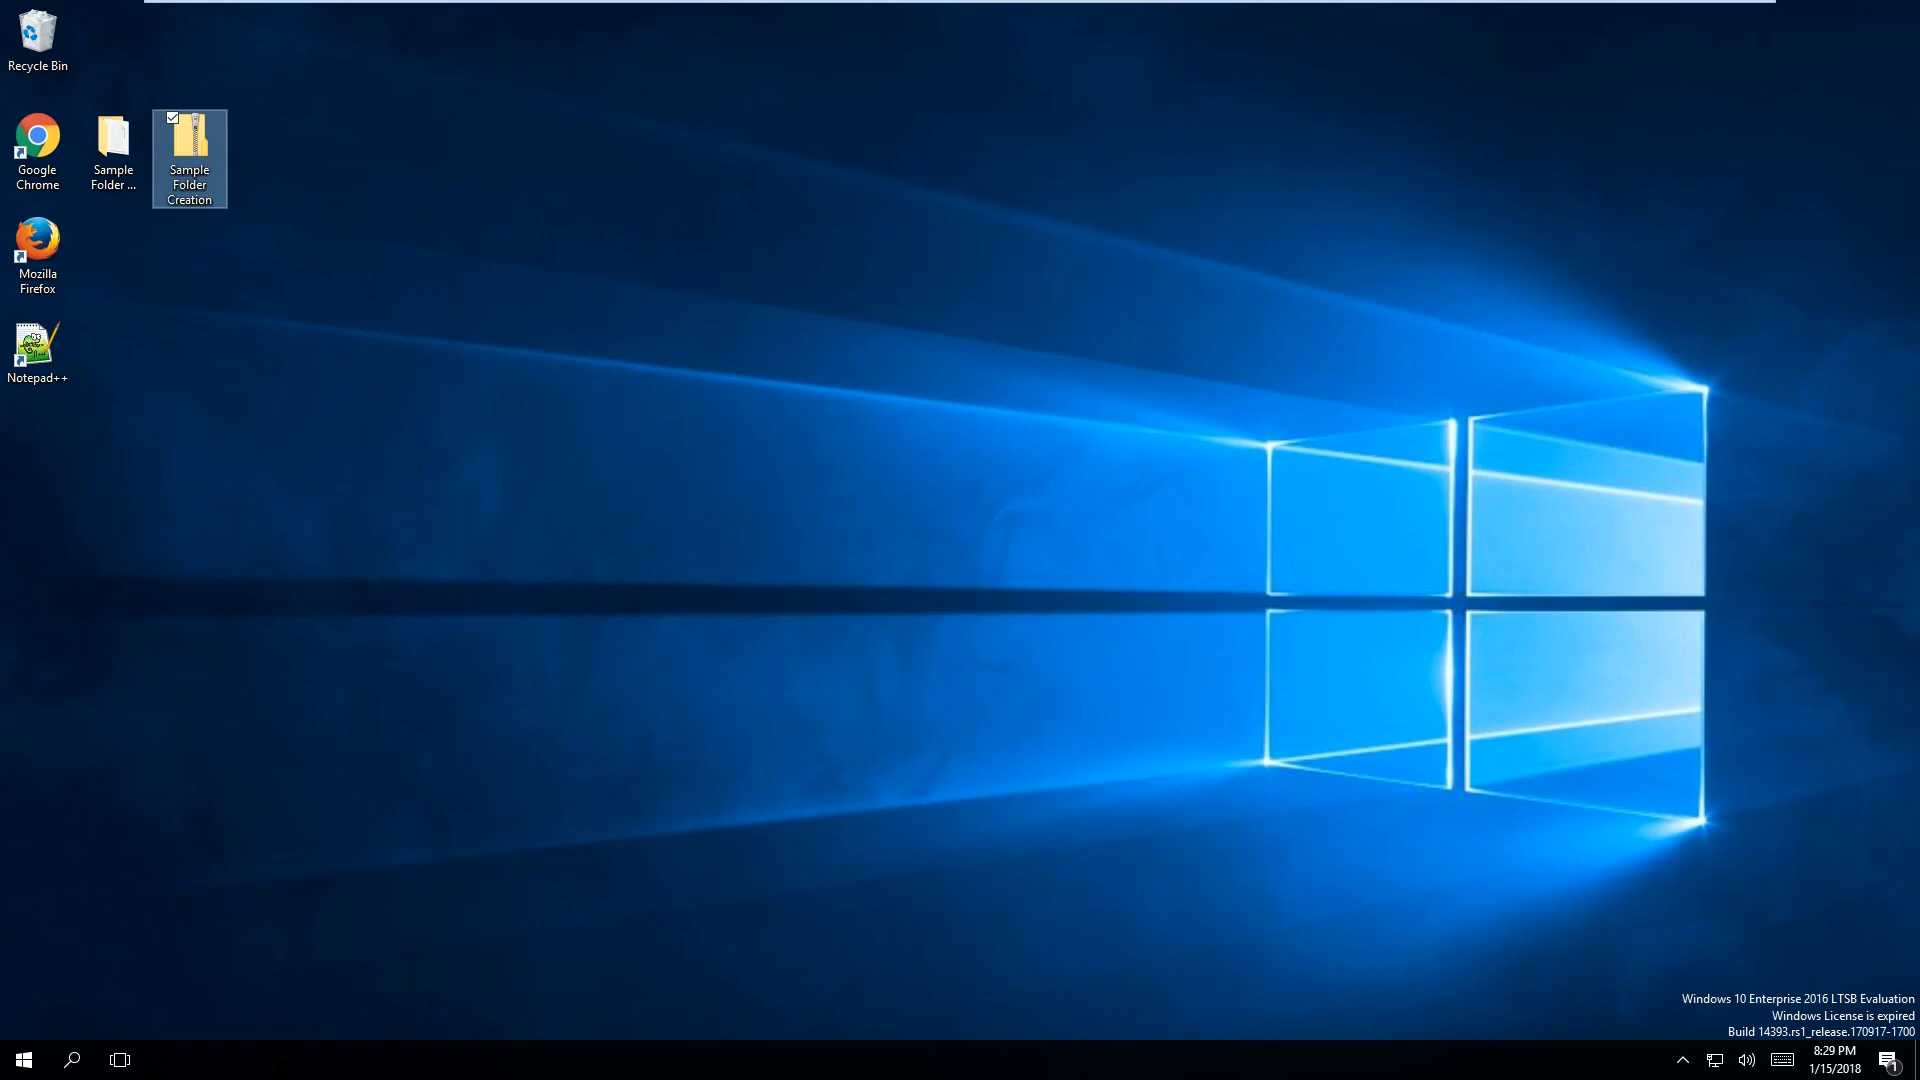 Recycle Bin
Google
Chrome
Sample
Folder ...
Sample
Folder
Creation
Mozilla
Firefox
Notepad++
Windows 10 Enterprise 2016 LTSB Evaluation
Windows License is expired
Build 14393.rs1_release.170917-1700
8:29 PM
1/15/2018
1